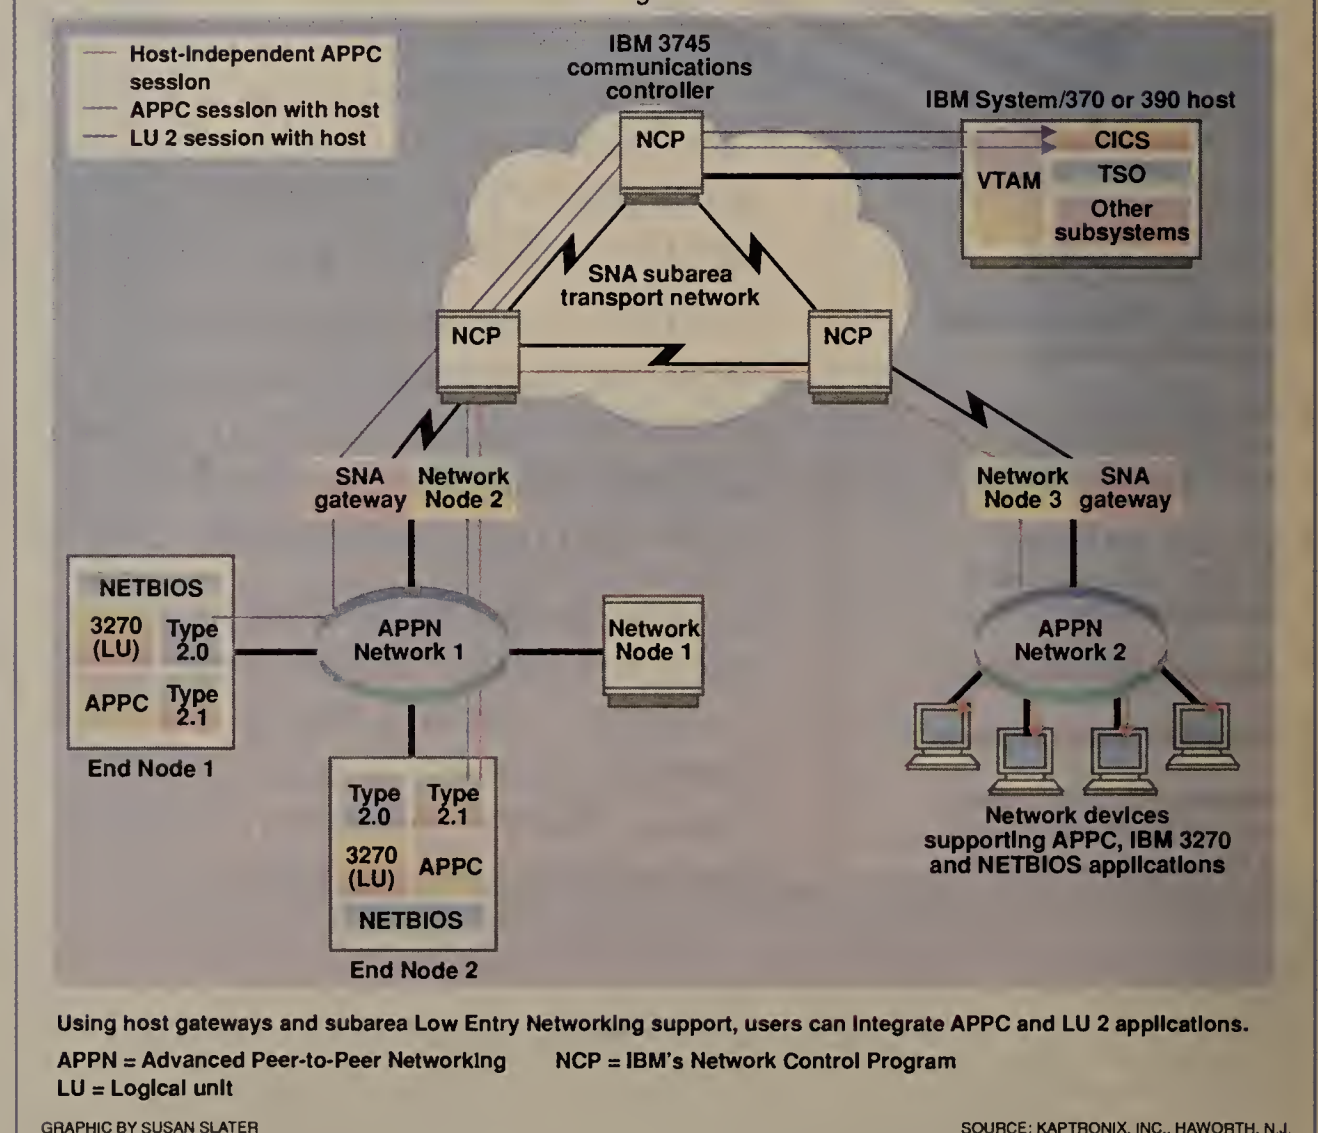 Host-Independent APPC
session
APPC session with host
LU 2 session with host
IBM 3745
communications
controller
NCP
IBM System/370 or 390 host
VTAM
CICS
TSO
Other
subsystems
SNA subarea
transport network
NCP
NCP
SNA
gateway
Network
Node 2
Network
Node 3
SNA
gateway
NETBIOS
3270
(LU)
Type
2.0
APPC
Type
2.1
End Node 1
APPN
Network 1
Network
Node 1
APPN
Network 2
Type
2.0
Type
2.1
3270
(LU)
APPC
NETBIOS
End Node 2
Network devices
supporting APPC, IBM 3270
and NETBIOS applications
Using host gateways and subarea Low Entry Networking support, users can integrate APPC and LU 2 applications.
APPN = Advanced Peer-to-Peer Networking
NCP = IBM's Network Control Program
LU = Logical unit
GRAPHIC BY SUSAN SLATER
SOURCE: KAPTRONIX, INC., HAWORTH, N.J.